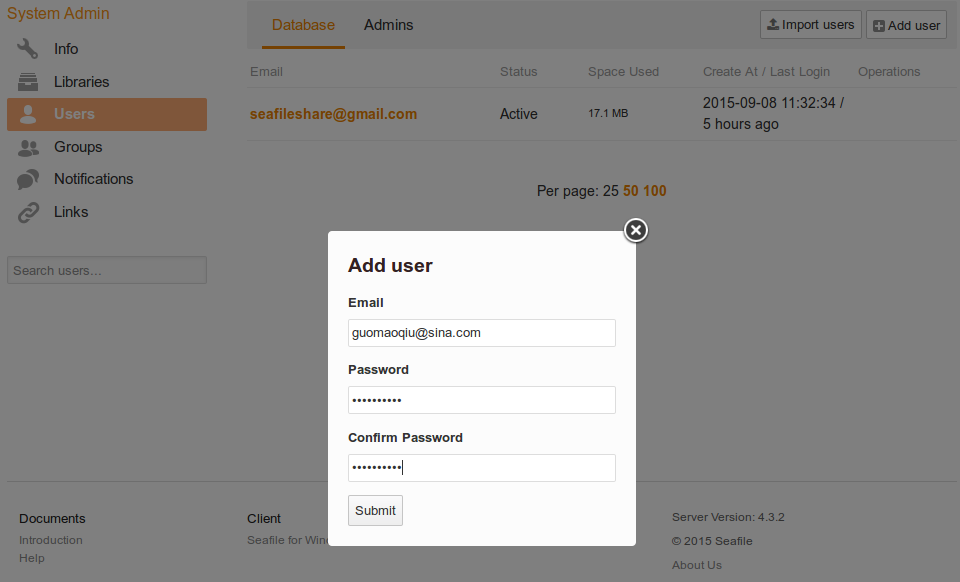 System Admin
Info
Libraries
Users
Groups
Notifications
Links
Search users...
Database Admins
Import users Add user
Email Status Space Used Create At / Last Login Operations
seafileshare@gmail.com Active 17.1 MB 2015-09-08 11:32:34 /
5 hours ago
Per page: 25 50 100
Add user
Email
guomaoqiu@sina.com
Password
••••••••••
Confirm Password
••••••••••
Submit
Documents
Introduction
Help
Client
Seafile for
Server Version: 4.3.2
© 2015 Seafile
About Us